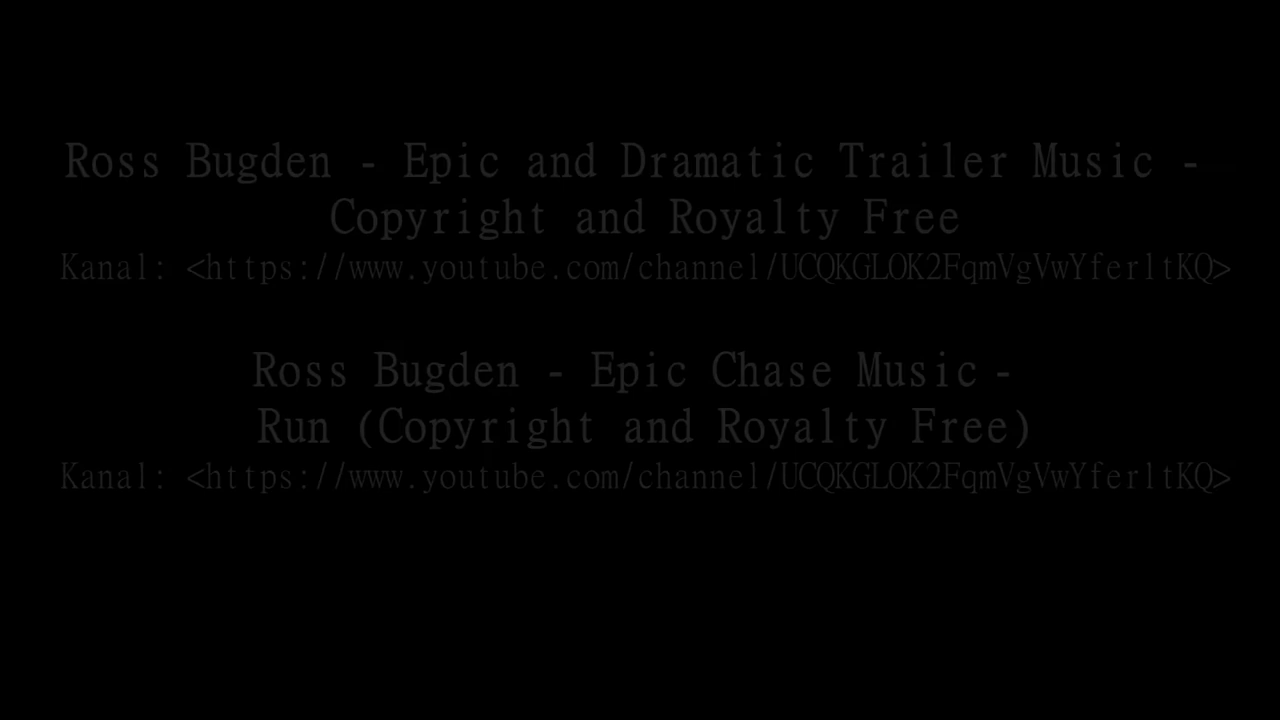 Ross Bugden - Epic and Dramatic Trailer Music -
Copyright and Royalty Free
Kanal: <https://www.youtube.com/channel/UCQKGLOK2FqmVgVwYferltKQ>
Ross Bugden - Epic Chase Music -
Run (Copyright and Royalty Free)
Kanal: <https://www.youtube.com/channel/UCQKGLOK2FqmVgVwYferltKQ>